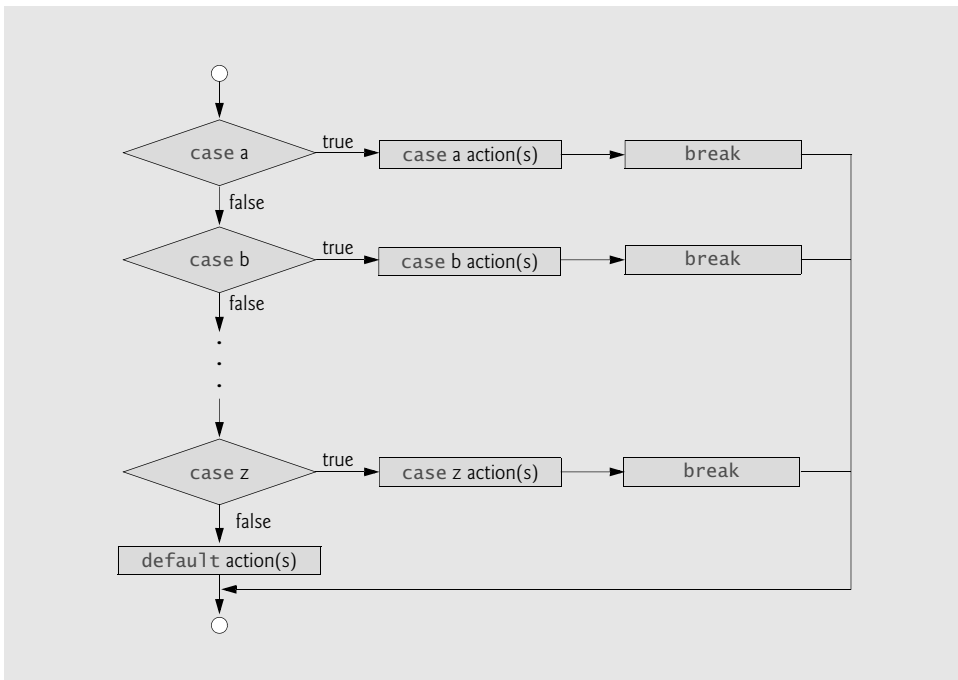 case a
true
case a action(s)
break
false
case b
true
case b action(s)
break
false
case z
true
case z action(s)
break
false
default action(s)